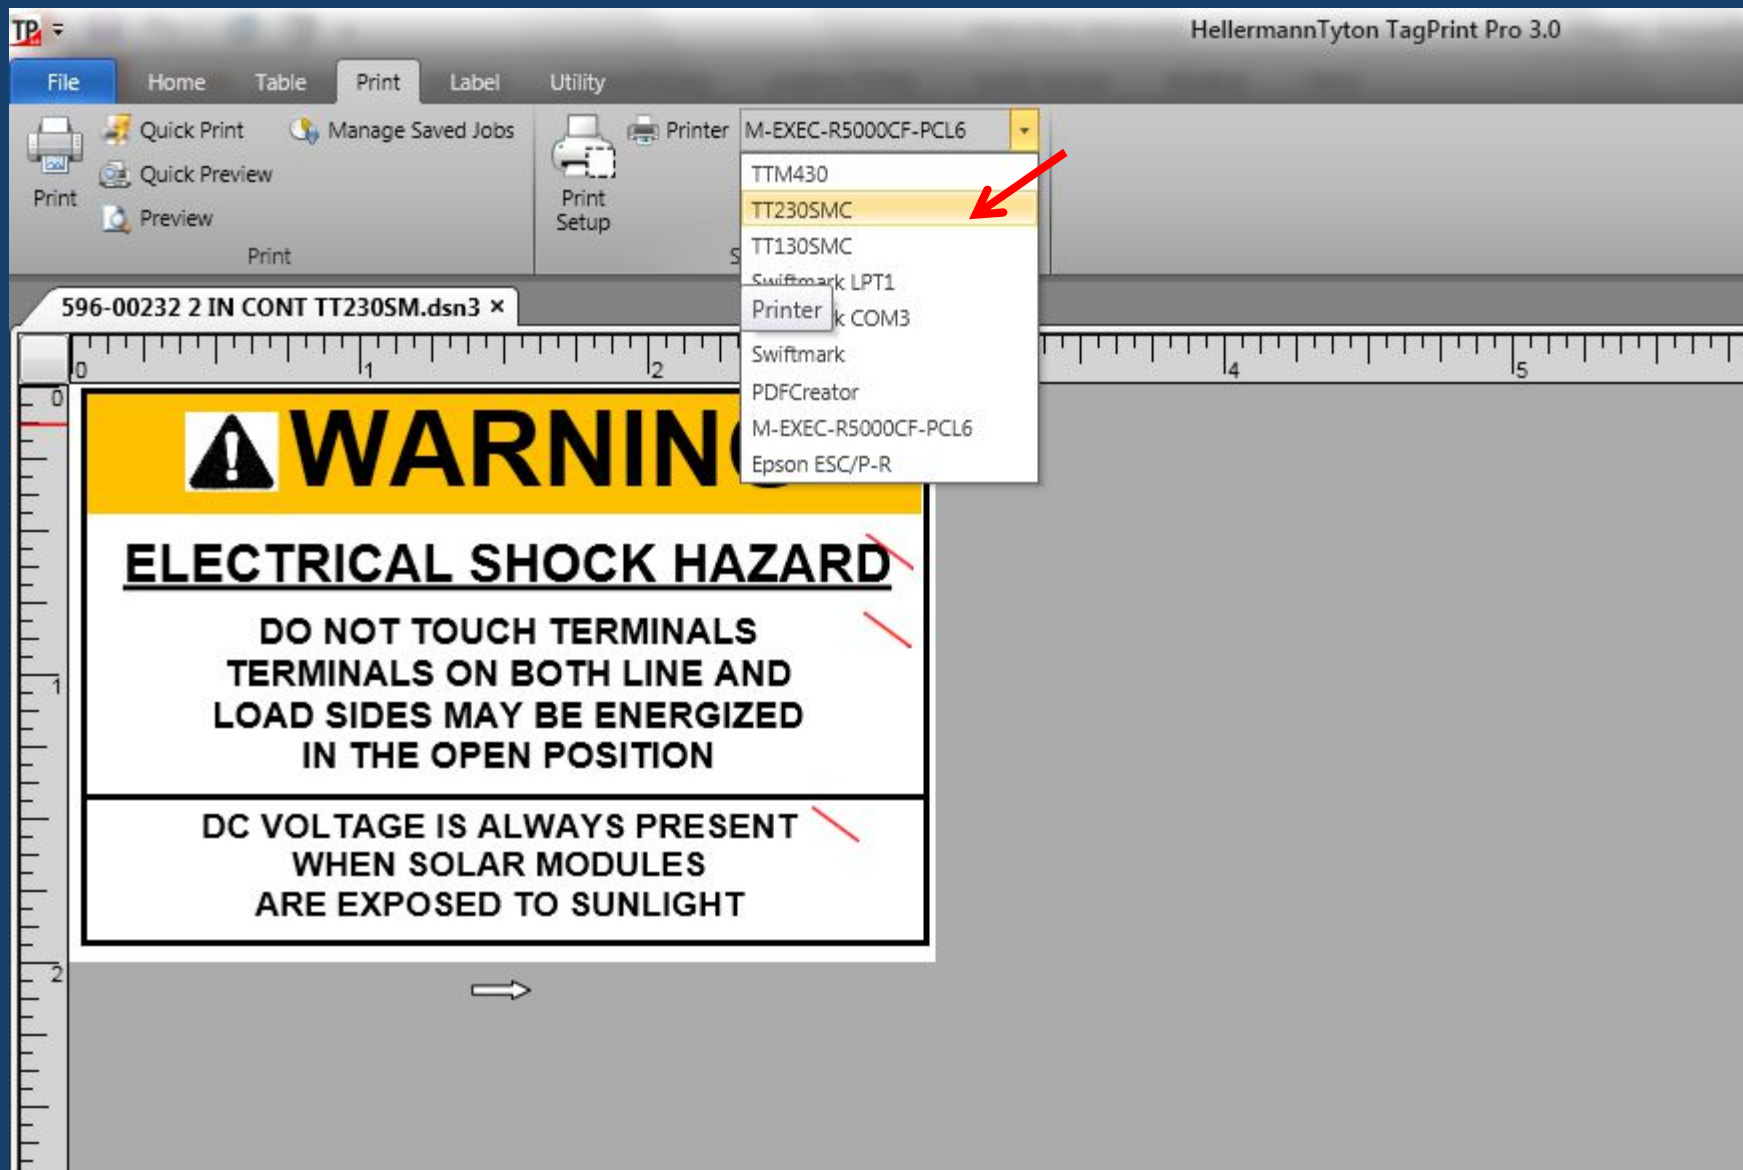 TP
HellermannTyton TagPrint Pro 3.0
File Home Table Print Label Utility
Print
Quick Print
Quick Preview
Preview
Manage Saved Jobs
Print
Print Setup
Printer M-EXEC-R5000CF-PCL6
TTM430
TT230SMC
TT130SMC
Swiftmark LPT1
Printer
k COM3
Swiftmark
PDFCreator
M-EXEC-R5000CF-PCL6
Epson ESC/P-R
596-00232 2 IN CONT TT230SM.dsn3 ×
0 1 2 4 5
0
1
2
WARNIN
ELECTRICAL SHOCK HAZARD
DO NOT TOUCH TERMINALS
TERMINALS ON BOTH LINE AND
LOAD SIDES MAY BE ENERGIZED
IN THE OPEN POSITION
DC VOLTAGE IS ALWAYS PRESENT
WHEN SOLAR MODULES
ARE EXPOSED TO SUNLIGHT